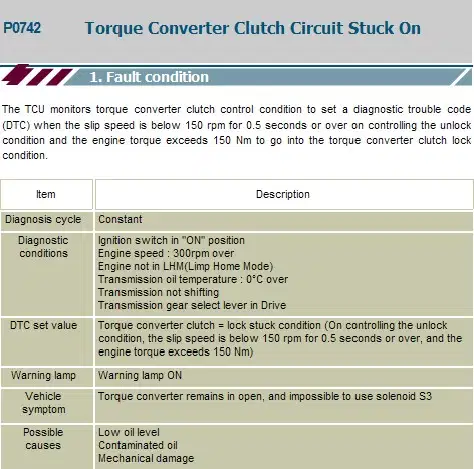 P0742 Torque Converter Clutch Circuit Stuck On
1. Fault condition
The TCU monitors torque converter clutch control condition to set a diagnostic trouble code
(DTC) when the slip speed is below 150 rpm for 0.5 seconds or over on controlling the unlock
condition and the engine torque exceeds 150 Nm to go into the torque converter clutch lock
condition.
Item Description
Diagnosis cycle Constant
Diagnostic Ignition switch in "ON" position
conditions Engine speed : 300rpm over
Engine not in LHM(Limp Home Mode)
Transmission oil temperature : 0°C over
Transmission not shifting
Transmission gear select lever in Drive
DTC set value Torque converter clutch = lock stuck condition (On controlling the unlock
condition, the slip speed is below 150 rpm for 0.5 seconds or over, and the
engine torque exceeds 150 Nm)
Warning lamp Warning lamp ON
Vehicle Torque converter remains in open, and impossible to use solenoid S3
symptom
Possible Low oil level
causes Contaminated oil
Mechanical damage